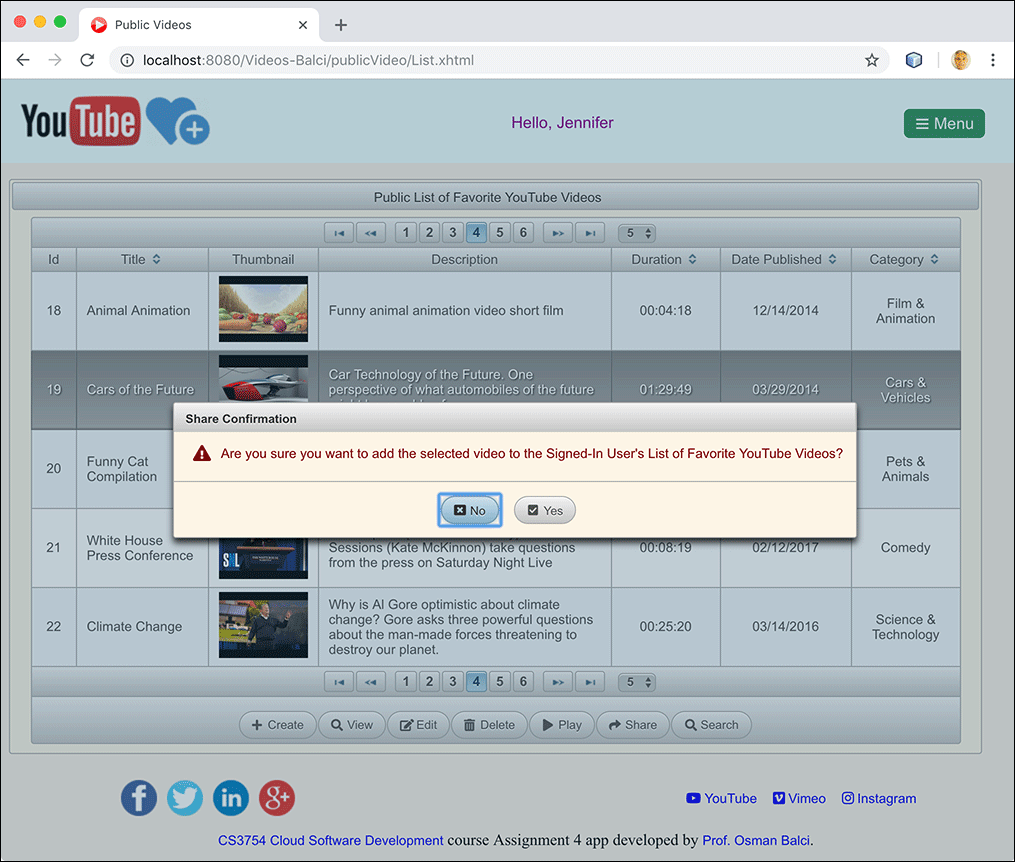 Public Videos
localhost:8080/Videos-Balci/publicVideo/List.xhtml
YouTube
Hello, Jennifer
Menu
Public List of Favorite YouTube Videos
1 2 3 4 5 6 5
Id Title Thumbnail Description Duration Date Published Category
18 Animal Animation Funny animal animation video short film 00:04:18 12/14/2014 Film &
Animation
19 Cars of the Future Car Technology of the Future. One
perspective of what automobiles of the future
01:29:49 03/29/2014 Cars &
Vehicles
Share Confirmation
Are you sure you want to add the selected video to the Signed-In User's List of Favorite YouTube Videos?
No Yes
20 Funny Cat
Compilation
Pets &
Animals
21 White House
Press Conference
SNL
Sessions (Kate McKinnon) take questions
from the press on Saturday Night Live
00:08:19 02/12/2017 Comedy
22 Climate Change Why is Al Gore optimistic about climate
change? Gore asks three powerful questions
about the man-made forces threatening to
destroy our planet.
00:25:20 03/14/2016 Science &
Technology
1 2 3 4 5 6 5
Create View Edit Delete Play Share Search
YouTube Vimeo Instagram
CS3754 Cloud Software Development course Assignment 4 app developed by Prof. Osman Balci.